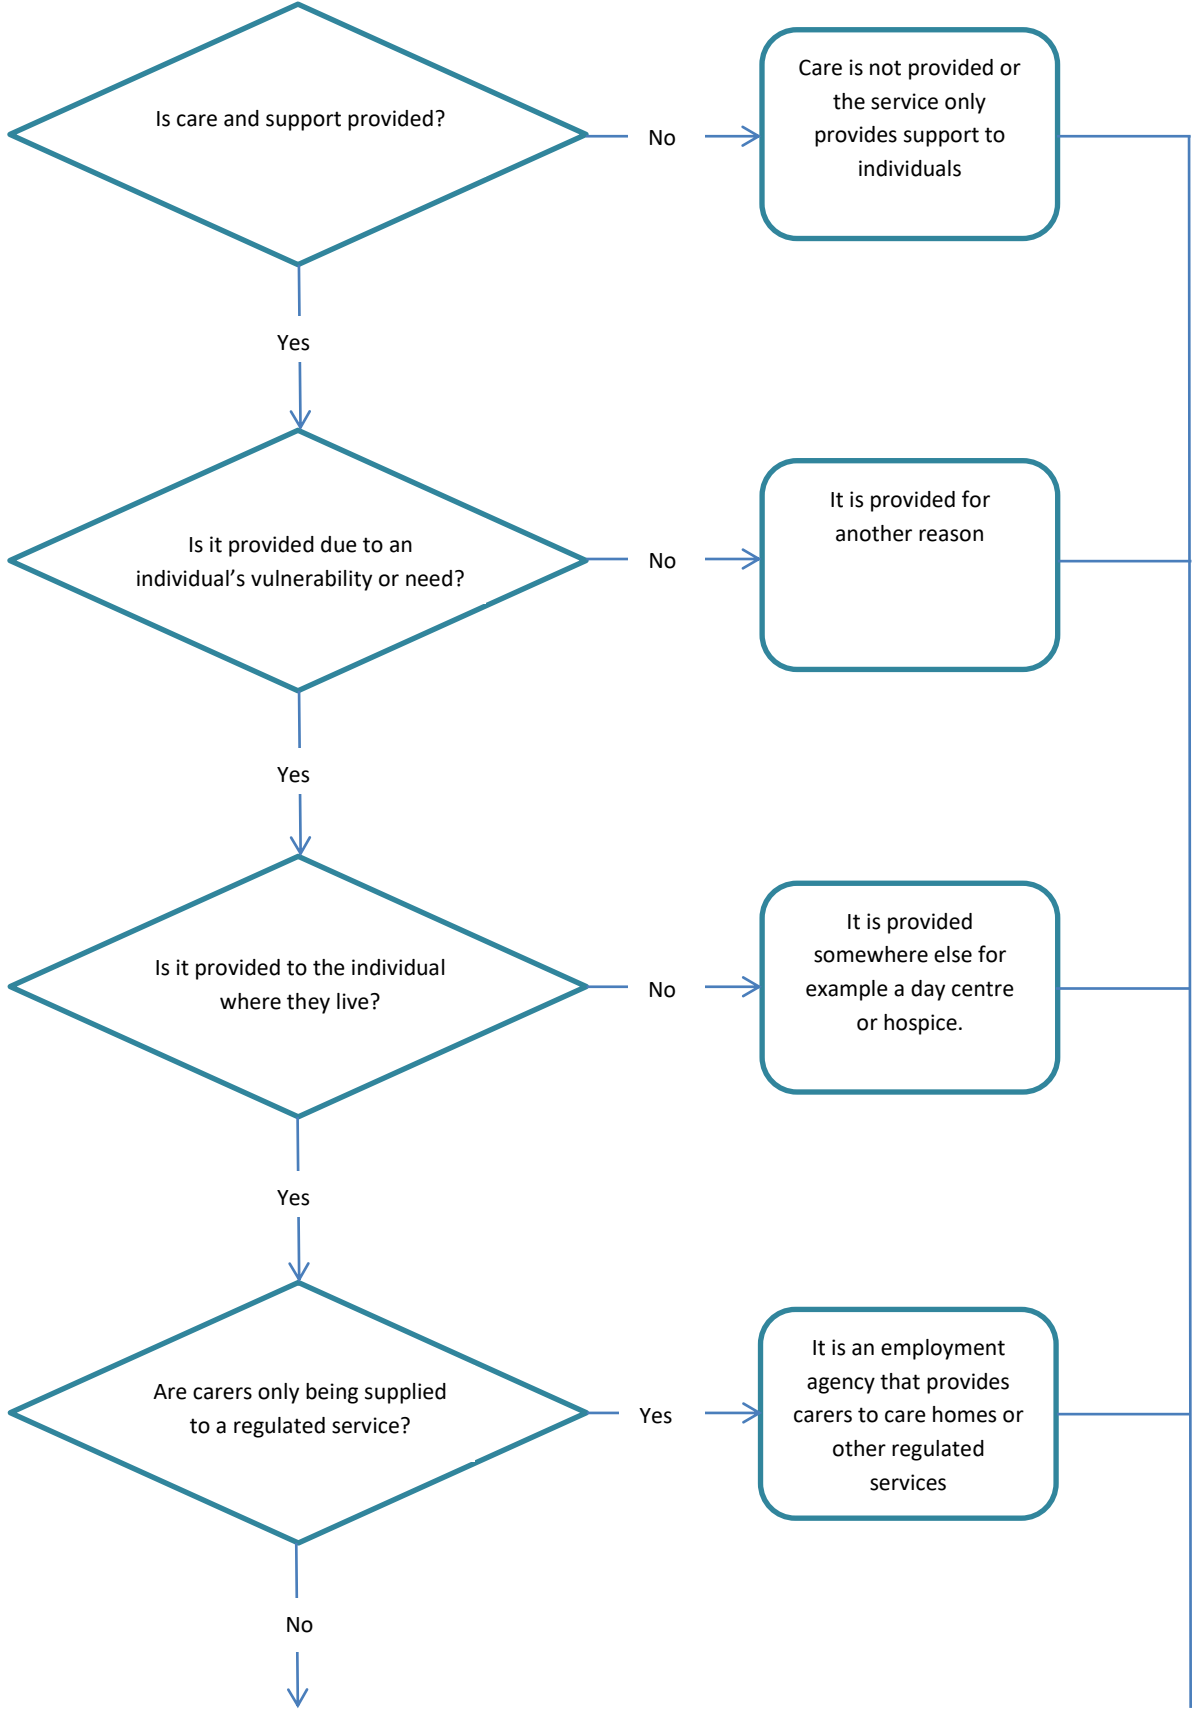 Is care and support provided?
No
Care is not provided or
the service only
provides support to
individuals
Yes
Is it provided due to an
individual’s vulnerability or need?
No
It is provided for
another reason
Yes
Is it provided to the individual
where they live?
No
It is provided
somewhere else for
example a day centre
or hospice.
Yes
Are carers only being supplied
to a regulated service?
Yes
It is an employment
agency that provides
carers to care homes or
other regulated
services
No